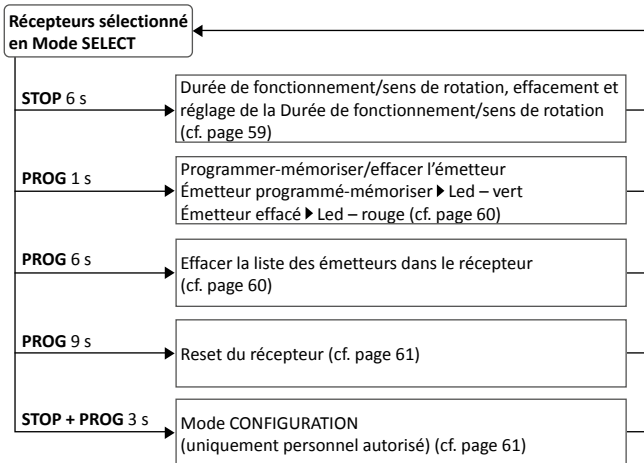 Récepteurs sélectionné
en Mode SELECT
STOP 6 s
Durée de fonctionnement/sens de rotation, effacement et
réglage de la Durée de fonctionnement/sens de rotation
(cf. page 59)
PROG 1 s
Programmer-mémoriser/effacer l’émetteur
Émetteur programmé-mémoriser ▶ Led – vert
Émetteur effacé ▶ Led – rouge (cf. page 60)
PROG 6 s
Effacer la liste des émetteurs dans le récepteur
(cf. page 60)
PROG 9 s
Reset du récepteur (cf. page 61)
STOP + PROG 3 s
Mode CONFIGURATION
(uniquement personnel autorisé) (cf. page 61)